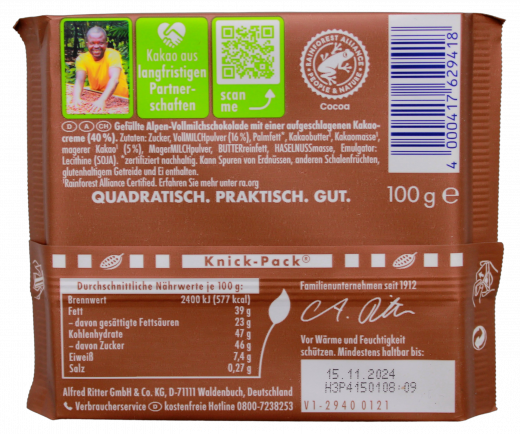 Kakao aus
langfristigen
Partner-
schaften
scan
me
RAINFOREST ALLIANCE
PEOPLE & NATURE
Cocoa
4 000417 629418
D A CH Gefüllte Alpen-Vollmilchschokolade mit einer aufgeschlagenen Kakao-
creme (40 %). Zutaten: Zucker, VollMILCHpulver (16 %), Palmfett*, Kakaobutter¹, Kakaomasse¹,
magerer Kakao¹ (5%), MagerMILCHpulver, BUTTERreinfett, HASELNUSSmasse, Emulgator:
Lecithine (SOJA). *zertifiziert nachhaltig. Kann Spuren von Erdnüssen, anderen Schalenfrüchten,
glutenhaltigem Getreide und Ei enthalten.
¹Rainforest Alliance Certified. Erfahren Sie mehr unter ra.org
QUADRATISCH. PRAKTISCH. GUT.
100 g ℮
Knick-Pack®
Durchschnittliche Nährwerte je 100 g:
Brennwert 2400 kJ (577 kcal)
Fett 39 g
– davon gesättigte Fettsäuren 23 g
Kohlenhydrate 47 g
– davon Zucker 46 g
Eiweiß 7,4 g
Salz 0,27 g
Alfred Ritter GmbH & Co. KG, D-71111 Waldenbuch, Deutschland
Verbraucherservice D kostenfreie Hotline 0800-7238253
Familienunternehmen seit 1912
Vor Wärme und Feuchtigkeit
schützen. Mindestens haltbar bis:
15.11.2024
H3P4150108 09
V1-2940 0121